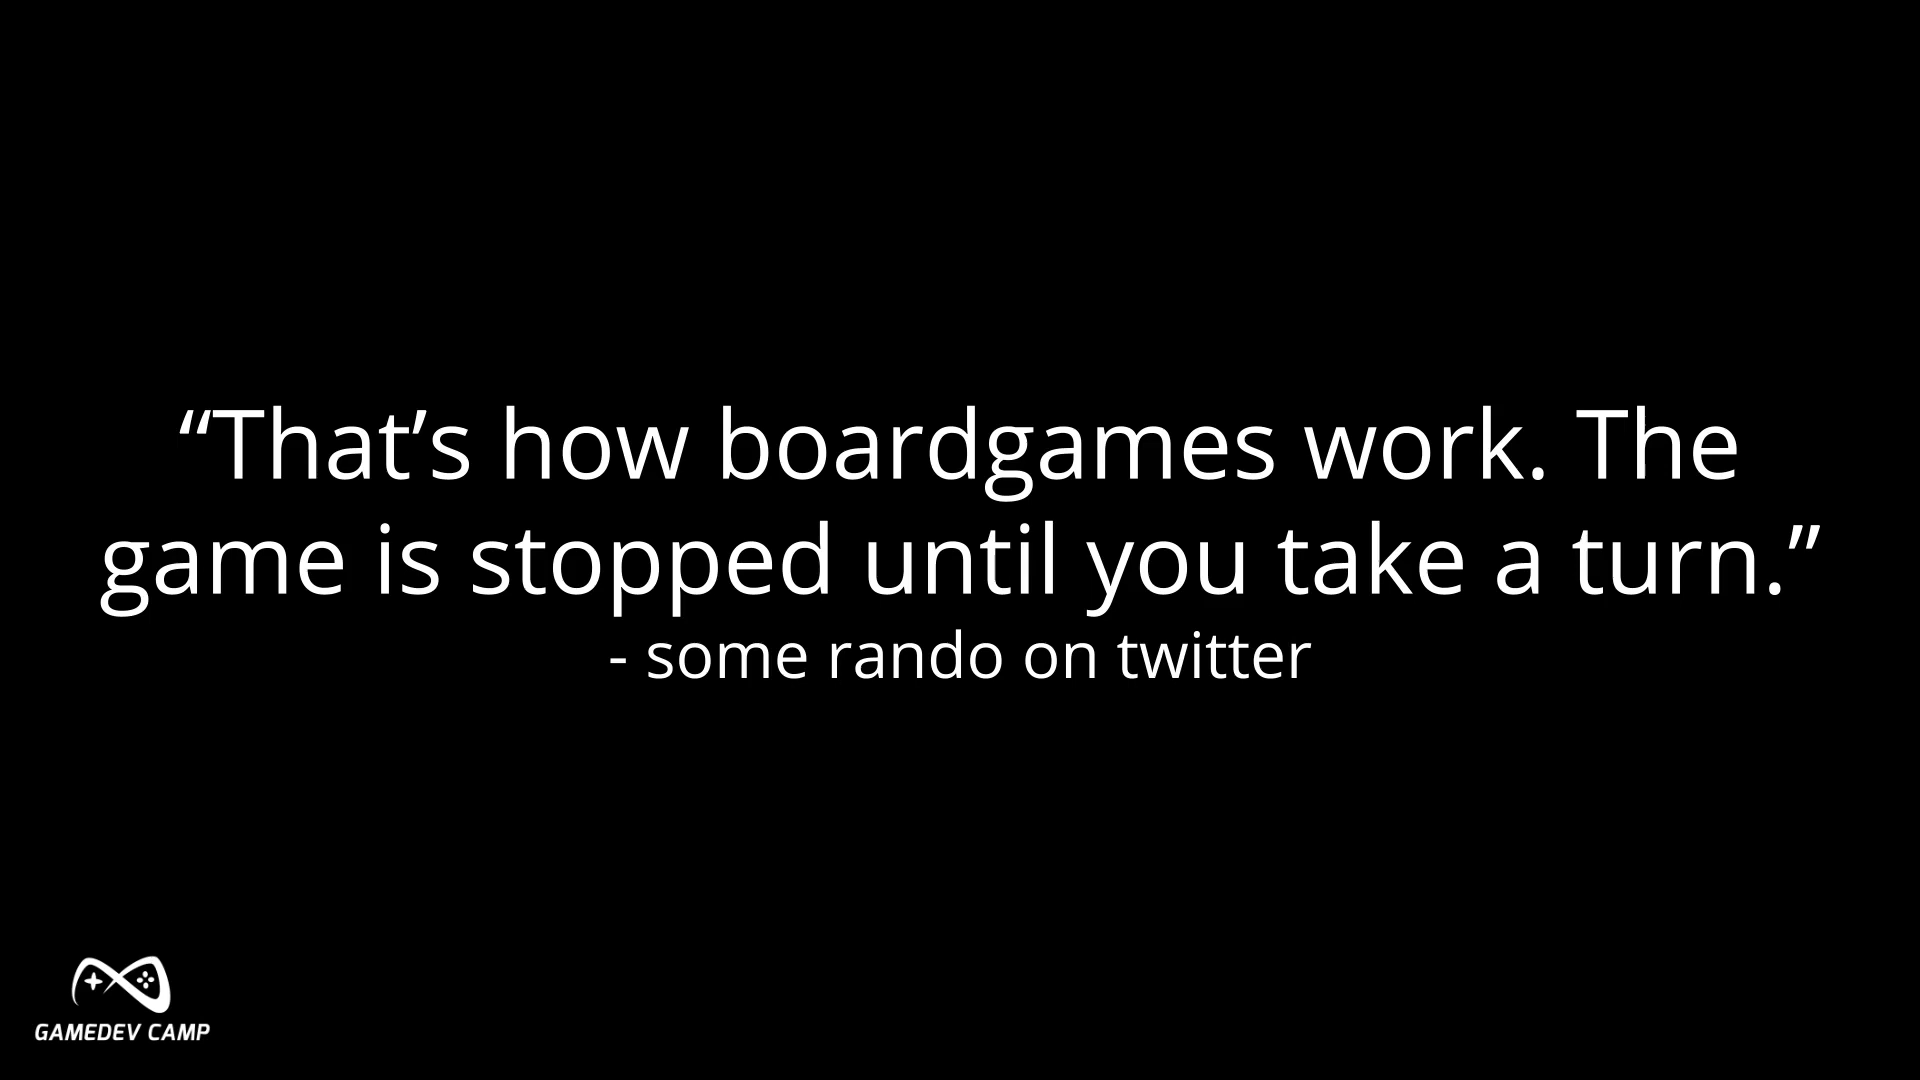 “That’s how boardgames work. The
game is stopped until you take a turn.”
- some rando on twitter
GAMEDEV CAMP